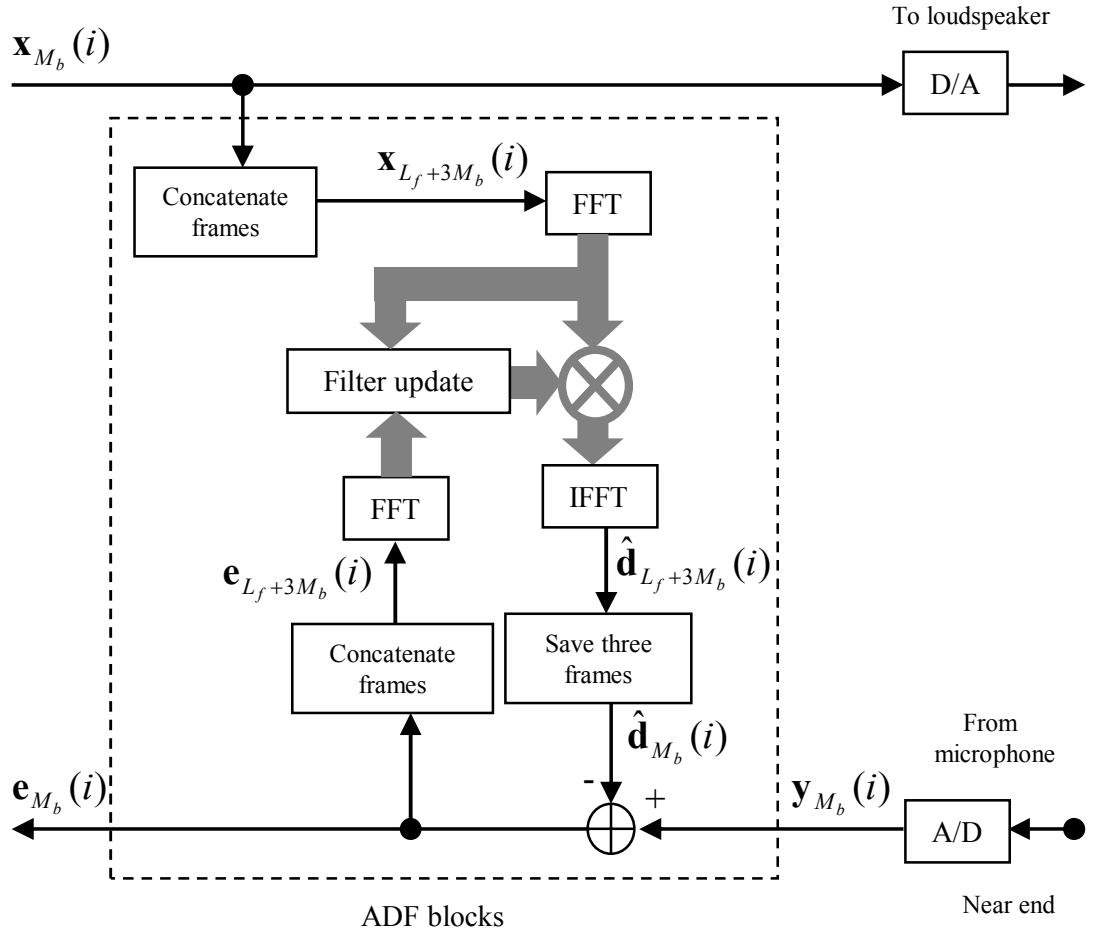 To loudspeaker
x_{M_b}(i)
D/A
x_{L_f+3M_b}(i)
Concatenate
frames
FFT
Filter update
FFT
IFFT
e_{L_f+3M_b}(i)
d̂_{L_f+3M_b}(i)
Concatenate
frames
Save three
frames
d̂_{M_b}(i)
From
microphone
e_{M_b}(i)
-
+
y_{M_b}(i)
A/D
ADF blocks
Near end